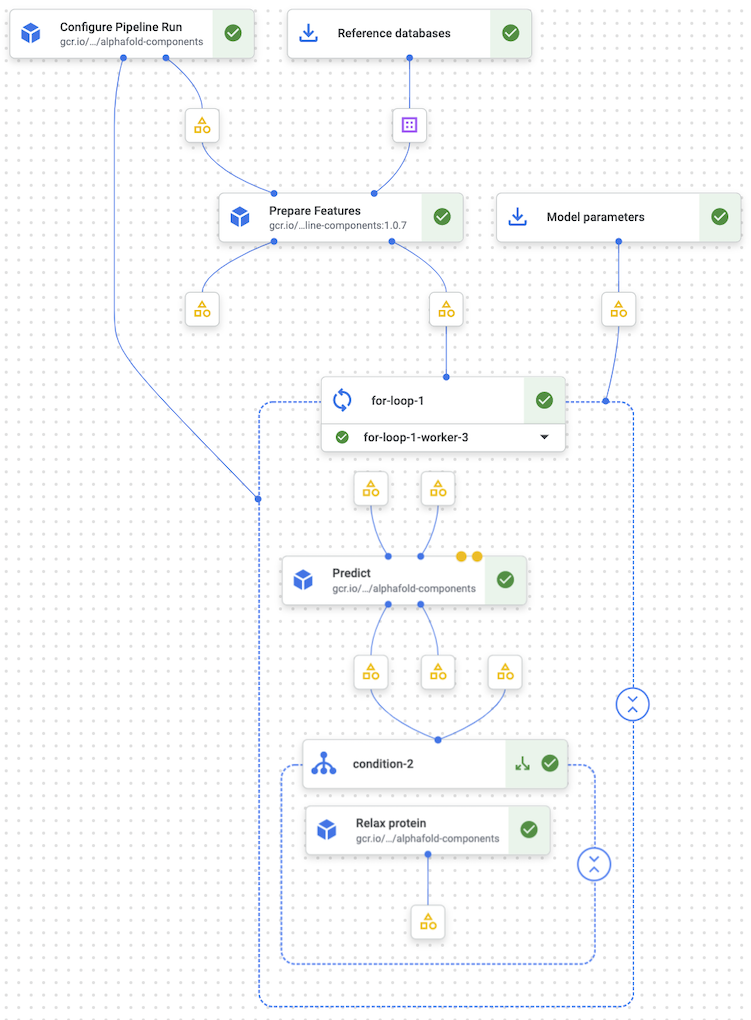 Configure Pipeline Run
gcr.io/.../alphafold-components
Reference databases
Prepare Features
gcr.io/...line-components:1.0.7
Model parameters
for-loop-1
for-loop-1-worker-3
Predict
gcr.io/.../alphafold-components
condition-2
Relax protein
gcr.io/.../alphafold-components